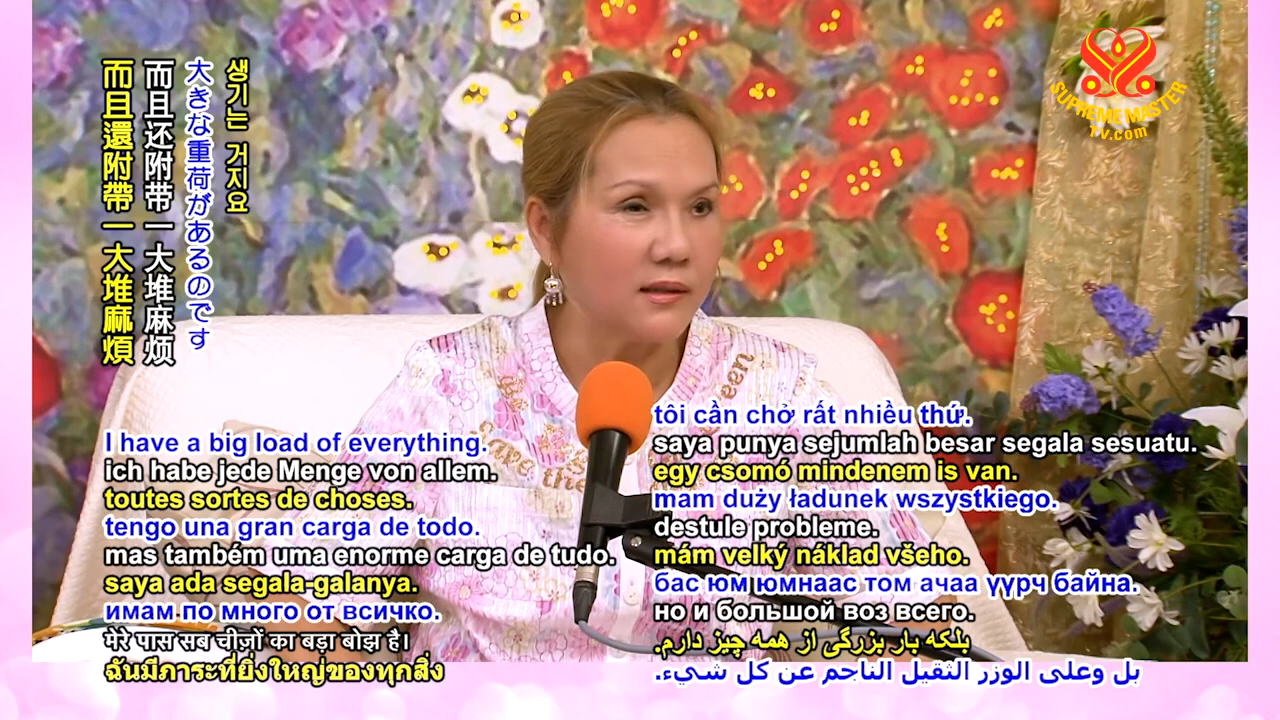 SUPREME MASTER
TV.com
생기는 거지요
大きな重荷があるのです
而且还附带一大堆麻烦
而且還附帶一大堆麻煩
I have a big load of everything.
ich habe jede Menge von allem.
toutes sortes de choses.
tengo una gran carga de todo.
mas também uma enorme carga de tudo.
saya ada segala-galanya.
имам по много от всичко.
मेरे पास सब चीज़ों का बड़ा बोझ है।
ฉันมีภาระที่ยิ่งใหญ่ของทุกสิ่ง
tôi cần chở rất nhiều thứ.
saya punya sejumlah besar segala sesuatu.
egy csomó mindenem is van.
mam duży ładunek wszystkiego.
destule probleme.
mám velký náklad všeho.
бас юм юмнаас том ачаа үүрч байна.
но и большой воз всего.
بلکه بار بزرگی از همه چیز دارم.
بل وعلى الوزر الثقيل الناجم عن كل شيء.